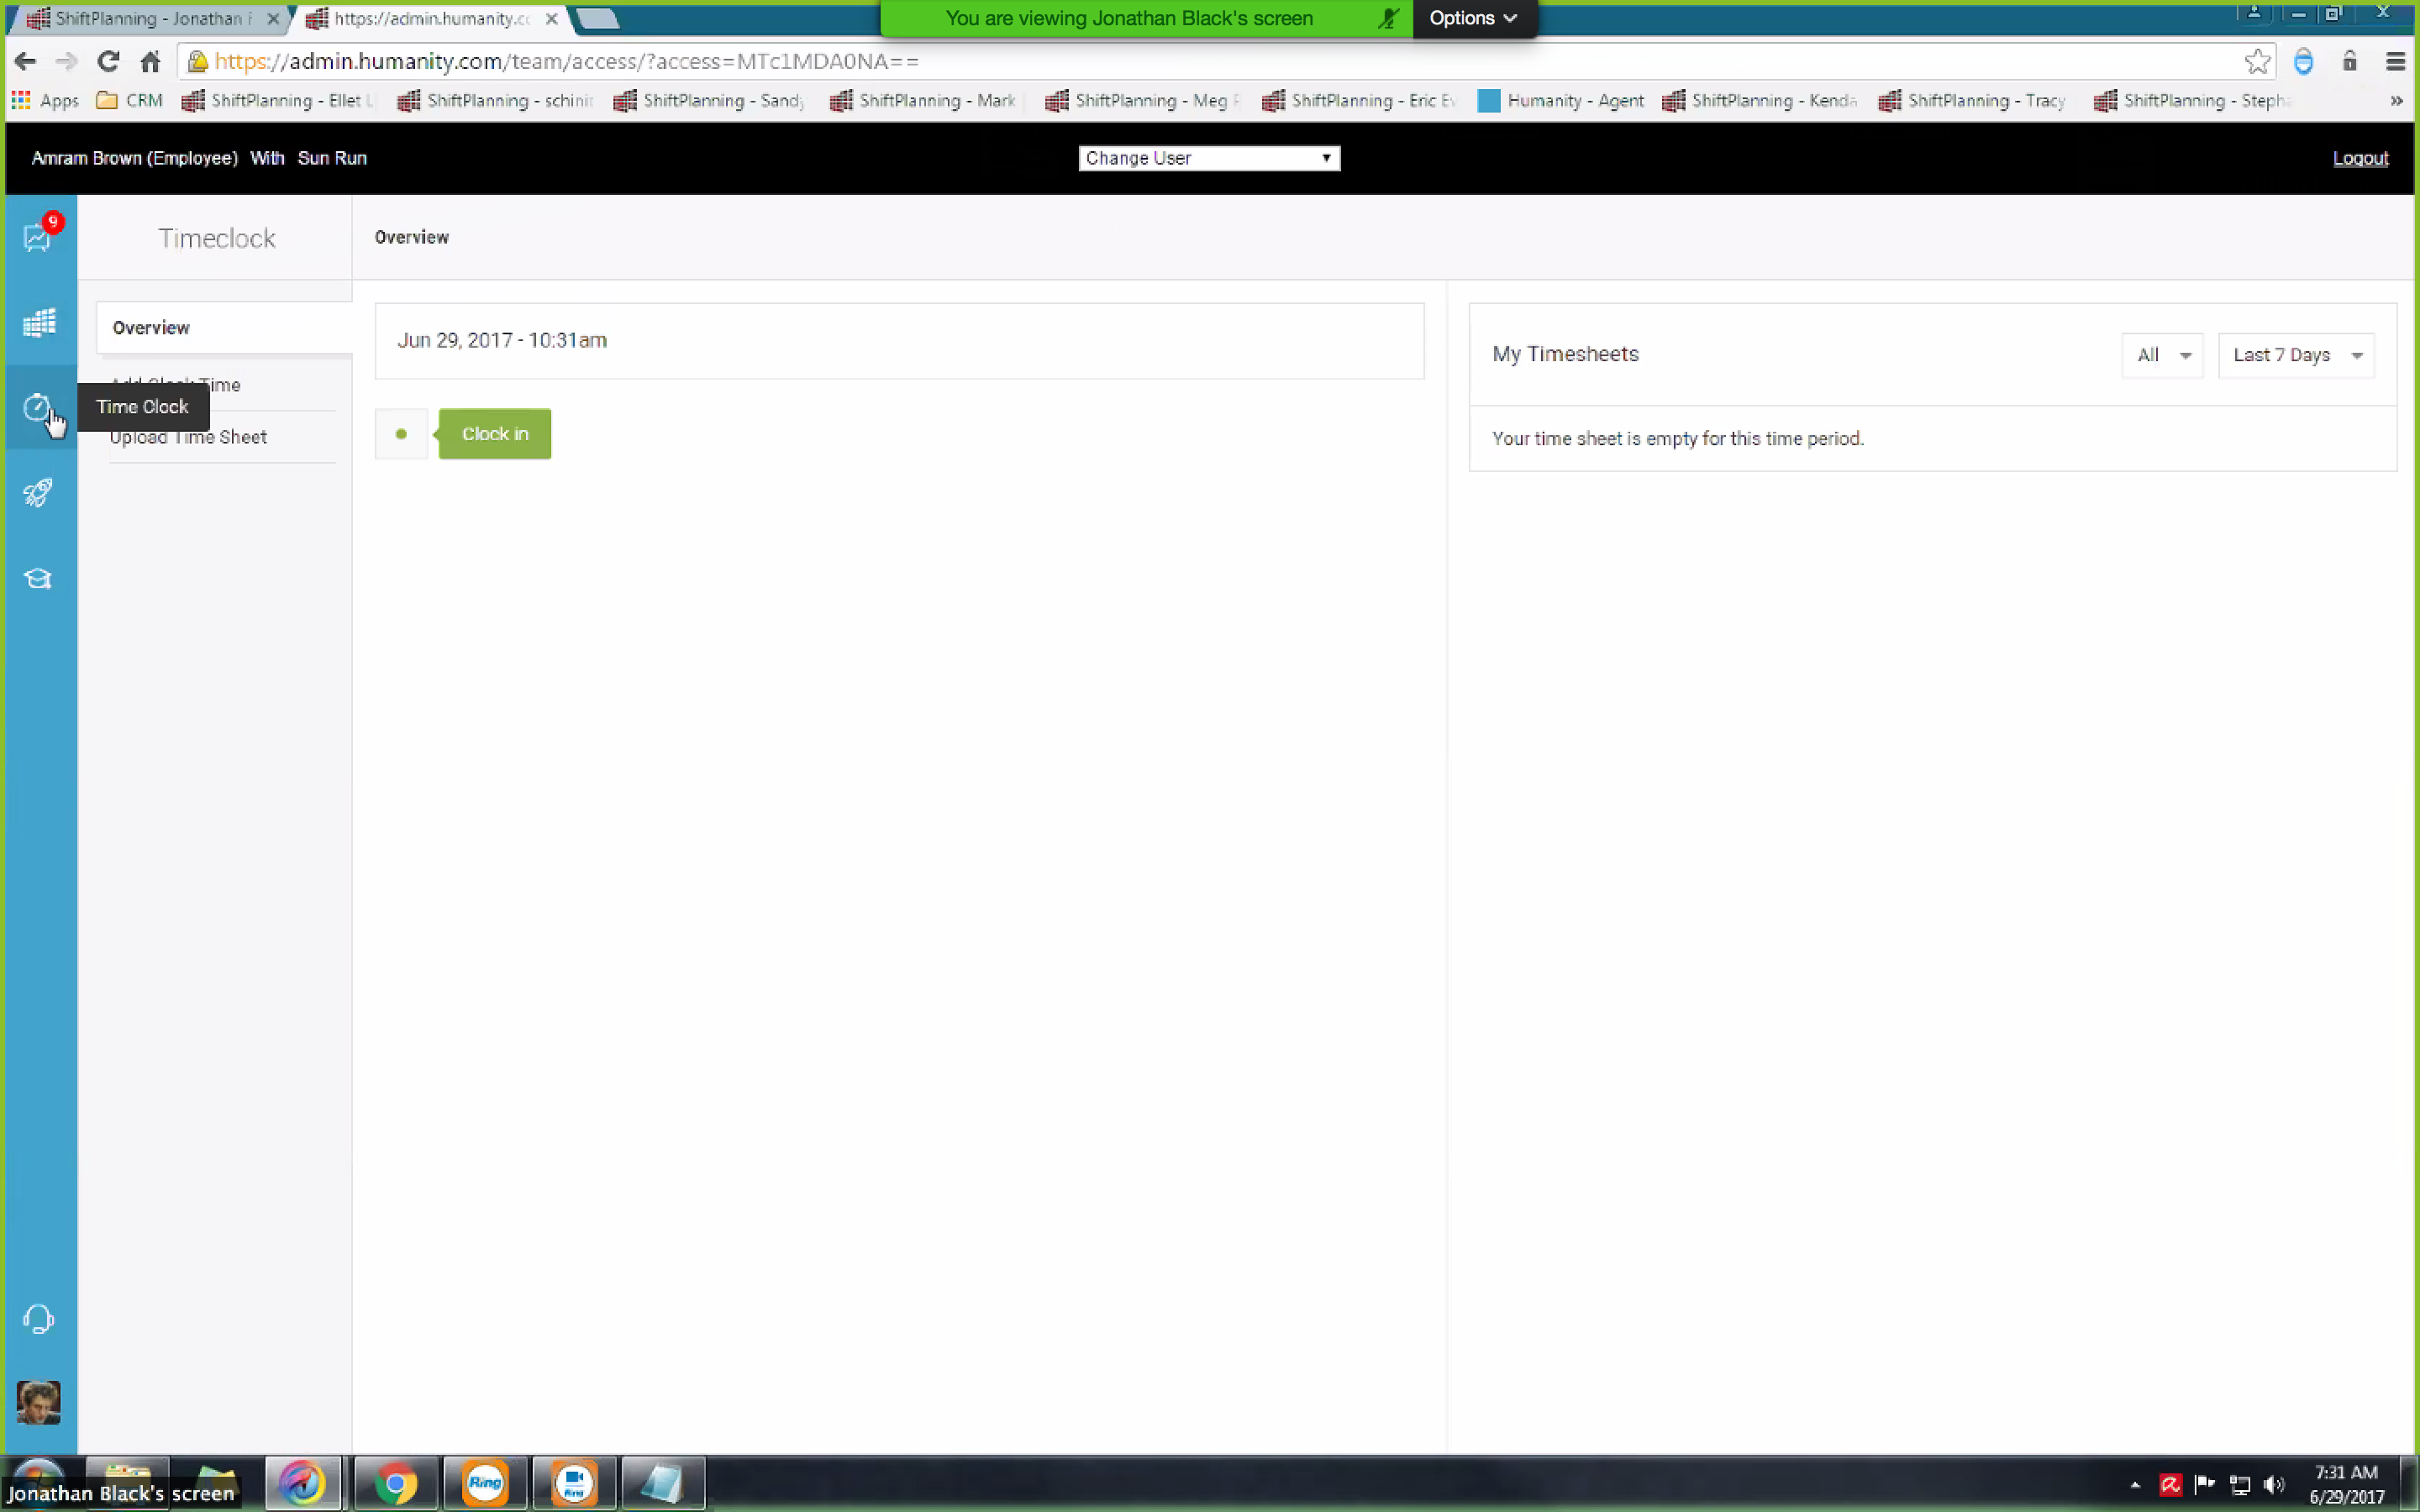 ShiftPlanning - Jonathan
https://admin.humanity.co
You are viewing Jonathan Black's screen
Options
https://admin.humanity.com/team/access/?access=MTc1MDA0NA==
Apps
CRM
ShiftPlanning - Ellet
ShiftPlanning - schinit
ShiftPlanning - Sandy
ShiftPlanning - Mark
ShiftPlanning - Meg
ShiftPlanning - Eric Ev
Humanity - Agent
ShiftPlanning - Kenda
ShiftPlanning - Tracy
ShiftPlanning - Steph
»
Amram Brown (Employee) With Sun Run
Change User
Logout
9
Timeclock
Overview
Overview
Add Clock Time
Time Clock
Upload Time Sheet
Jun 29, 2017 - 10:31am
Clock in
My Timesheets
All
Last 7 Days
Your time sheet is empty for this time period.
Jonathan Black's screen
Ring
Ring
7:31 AM
6/29/2017